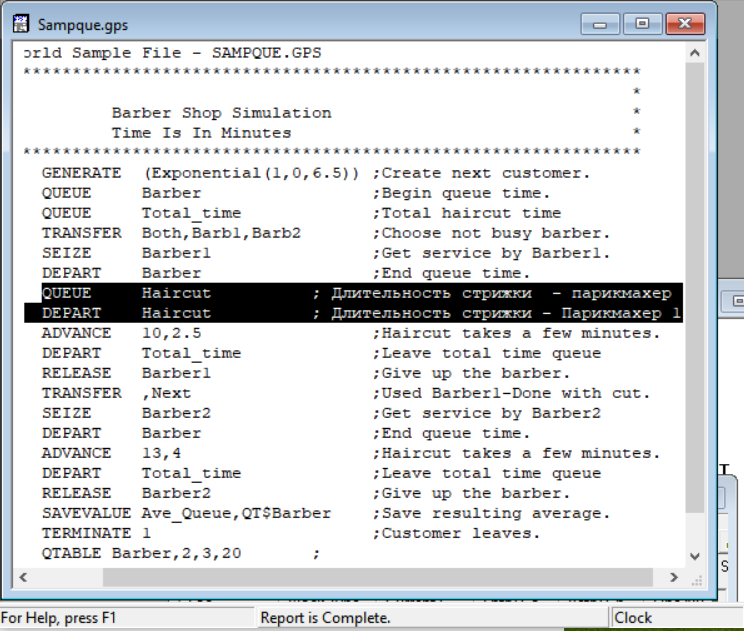 Sampque.gps
orld Sample File - SAMPQUE.GPS
**************************************************************
*
Barber Shop Simulation *
Time Is In Minutes *
**************************************************************
GENERATE (Exponential(1,0,6.5)) ;Create next customer.
QUEUE Barber ;Begin queue time.
QUEUE Total_time ;Total haircut time
TRANSFER Both,Barb1,Barb2 ;Choose not busy barber.
SEIZE Barber1 ;Get service by Barber1.
DEPART Barber ;End queue time.
QUEUE Haircut ; Длительность стрижки - парикмахер
DEPART Haircut ; Длительность стрижки - Парикмахер 1
ADVANCE 10,2.5 ;Haircut takes a few minutes.
DEPART Total_time ;Leave total time queue
RELEASE Barber1 ;Give up the barber.
TRANSFER ,Next ;Used Barber1-Done with cut.
SEIZE Barber2 ;Get service by Barber2
DEPART Barber ;End queue time.
ADVANCE 13,4 ;Haircut takes a few minutes.
DEPART Total_time ;Leave total time queue
RELEASE Barber2 ;Give up the barber.
SAVEVALUE Ave_Queue,QT$Barber ;Save resulting average.
TERMINATE 1 ;Customer leaves.
QTABLE Barber,2,3,20 ;
For Help, press F1
Report is Complete.
Clock